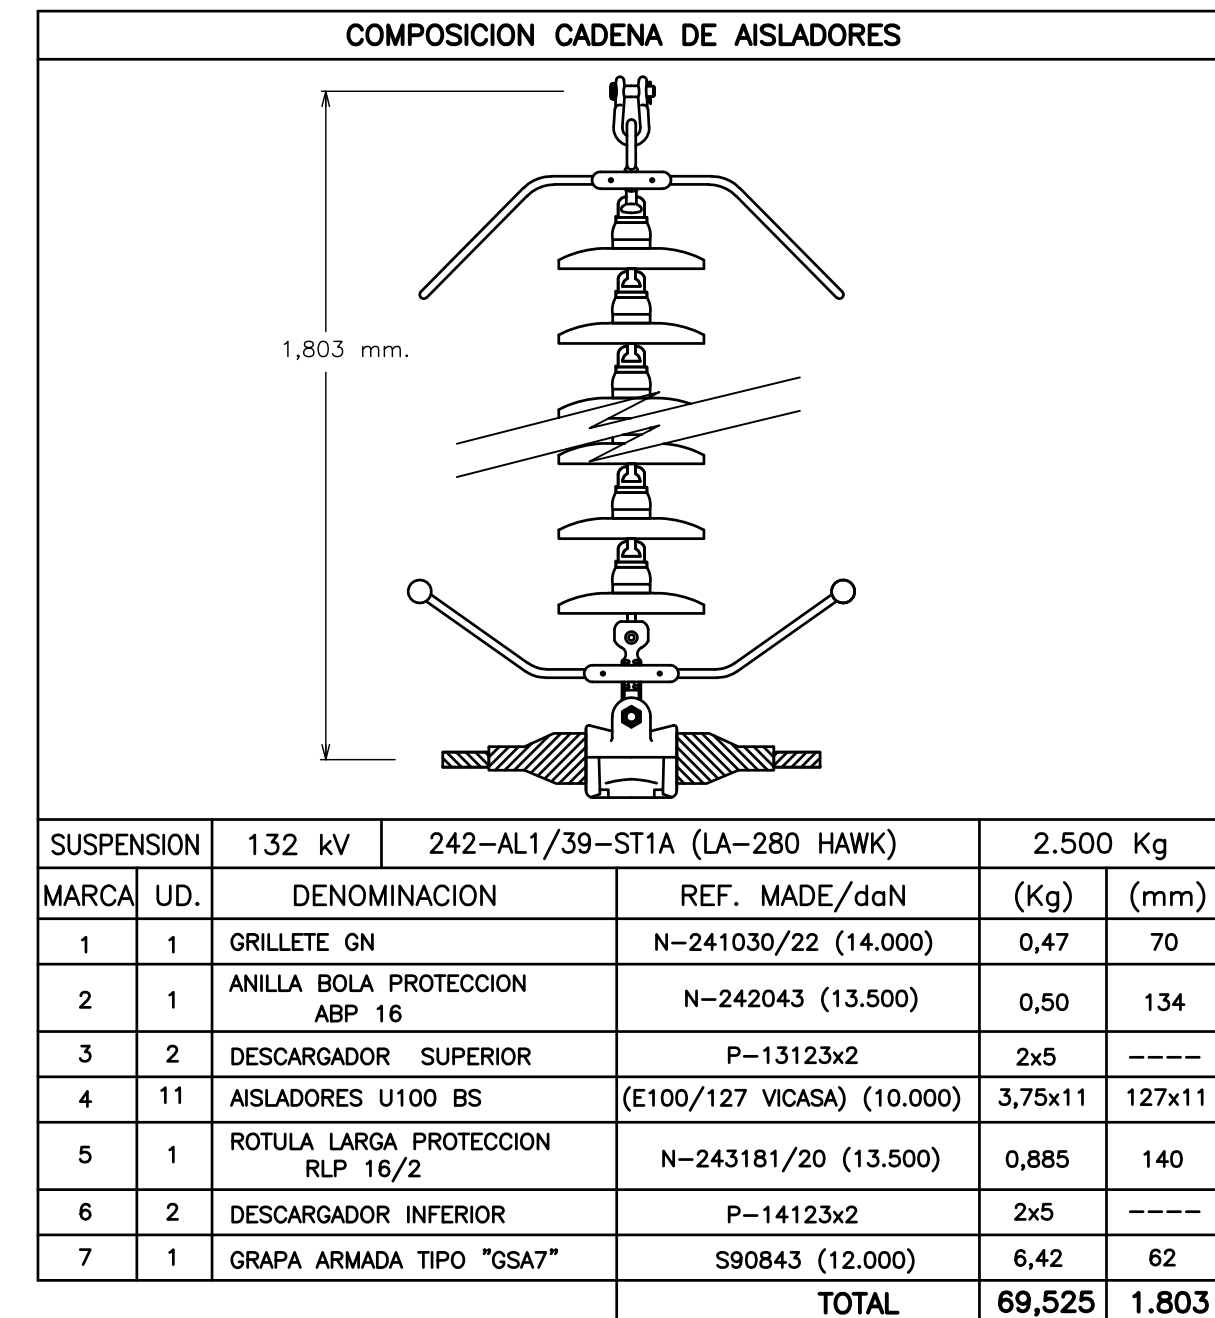 COMPOSICION CADENA DE AISLADORES
1,803 mm.
SUSPENSION 132 kV 242-AL1/39-ST1A (LA-280 HAWK) 2.500 Kg
MARCA UD. DENOMINACION REF. MADE/daN (Kg) (mm)
1 1 GRILLETE GN N-241030/22 (14.000) 0,47 70
2 1 ANILLA BOLA PROTECCION N-242043 (13.500) 0,50 134
ABP 16
3 2 DESCARGADOR SUPERIOR P-13123x2 2x5 ----
4 11 AISLADORES U100 BS (E100/127 VICASA) (10.000) 3,75x11 127x11
5 1 ROTULA LARGA PROTECCION N-243181/20 (13.500) 0,885 140
RLP 16/2
6 2 DESCARGADOR INFERIOR P-14123x2 2x5 ----
7 1 GRAPA ARMADA TIPO "GSA7" S90843 (12.000) 6,42 62
TOTAL 69,525 1.803